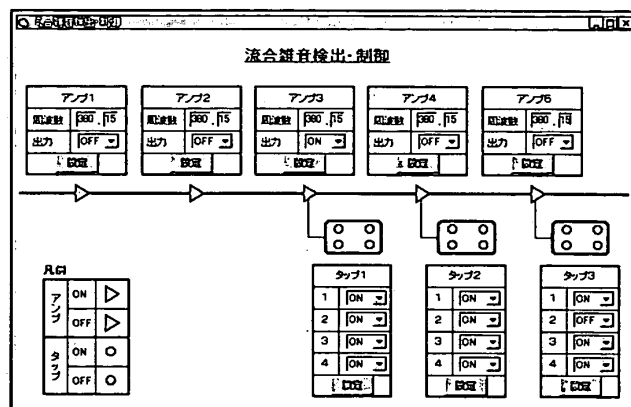 流合雑音検出・制御
アンプ1 アンプ2 アンプ3 アンプ4 アンプ5
周波数 380 . 15 周波数 380 . 15 周波数 380 . 15 周波数 380 . 15 周波数 380 . 15
出力 OFF 出力 OFF 出力 ON 出力 OFF 出力 OFF
設定 設定 設定 設定 設定
凡例
アンプ ON
OFF
タップ ON
OFF
タップ1 タップ2 タップ3
1 ON 1 ON 1 ON
2 ON 2 ON 2 OFF
3 ON 3 ON 3 ON
4 ON 4 ON 4 ON
設定 設定 設定